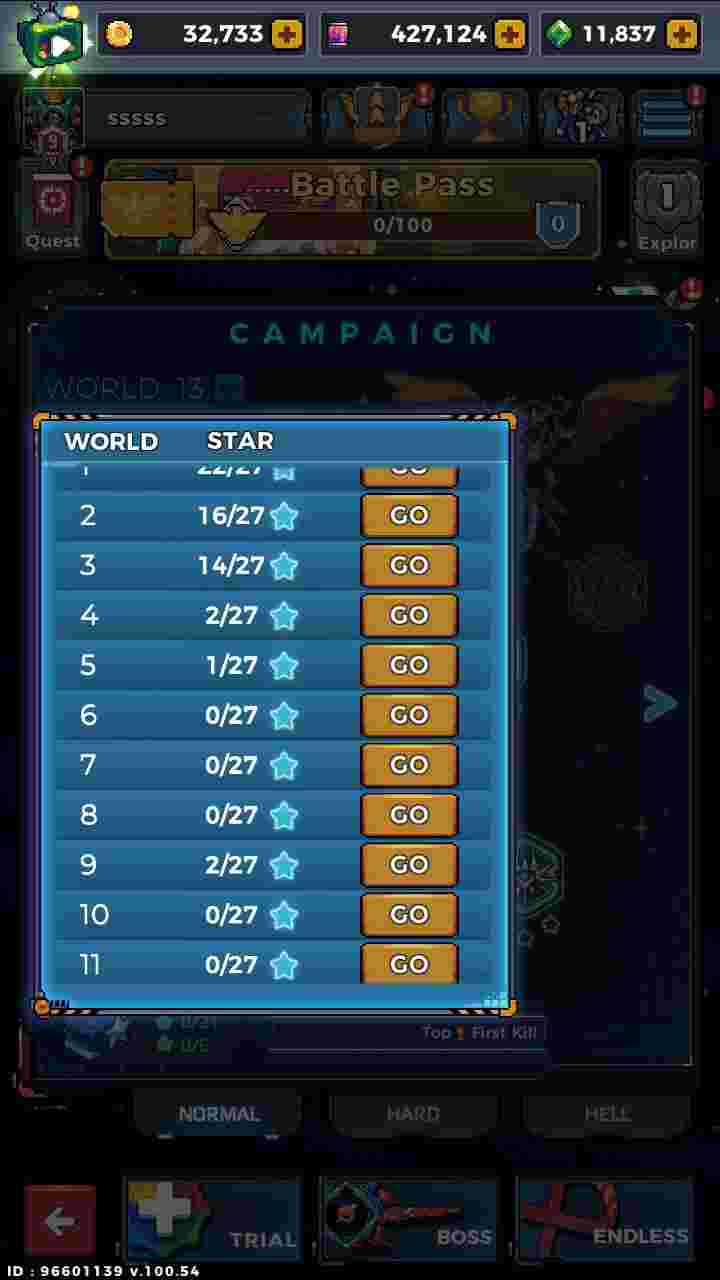 32,733 427,124 11,837
9 sssss 1
.....Battle Pass 1
Quest 0/100 0 Explor
CAMPAIGN
WORLD 13
WORLD STAR
1 22/27 GO
2 16/27 GO
3 14/27 GO
4 2/27 GO
5 1/27 GO
6 0/27 GO
7 0/27 GO
8 0/27 GO
9 2/27 GO
10 0/27 GO
11 0/27 GO
Top First Kill
NORMAL HARD HELL
TRIAL BOSS ENDLESS
ID : 96601139 v.100.54